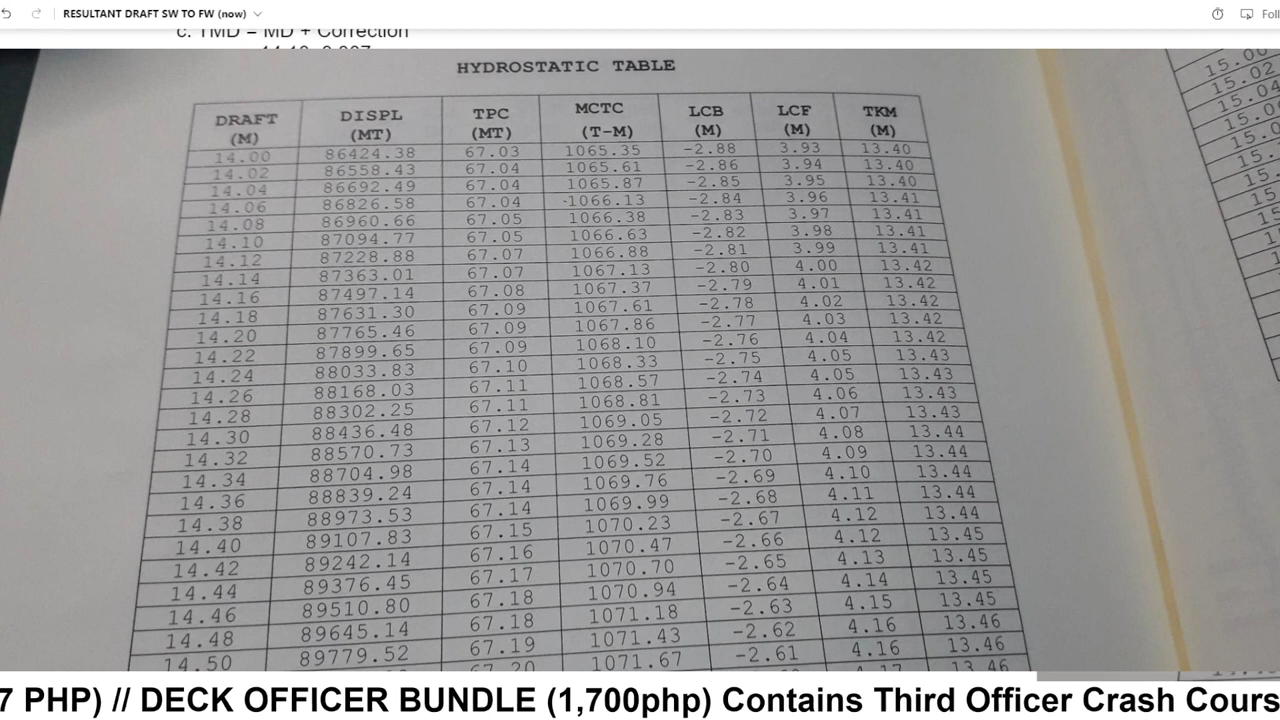 RESULTANT DRAFT SW TO FW (now)
Foll
c. TMD = MD + Correction
HYDROSTATIC TABLE
DRAFT (M) DISPL (MT) TPC (MT) MCTC (T-M) LCB (M) LCF (M) TKM (M)
14.00 86424.38 67.03 1065.35 -2.88 3.93 13.40
14.02 86558.43 67.04 1065.61 -2.86 3.94 13.40
14.04 86692.49 67.04 1065.87 -2.85 3.95 13.40
14.06 86826.58 67.04 -1066.13 -2.84 3.96 13.41
14.08 86960.66 67.05 1066.38 -2.83 3.97 13.41
14.10 87094.77 67.05 1066.63 -2.82 3.98 13.41
14.12 87228.88 67.07 1066.88 -2.81 3.99 13.41
14.14 87363.01 67.07 1067.13 -2.80 4.00 13.42
14.16 87497.14 67.08 1067.37 -2.79 4.01 13.42
14.18 87631.30 67.09 1067.61 -2.78 4.02 13.42
14.20 87765.46 67.09 1067.86 -2.77 4.03 13.42
14.22 87899.65 67.09 1068.10 -2.76 4.04 13.42
14.24 88033.83 67.10 1068.33 -2.75 4.05 13.43
14.26 88168.03 67.11 1068.57 -2.74 4.05 13.43
14.28 88302.25 67.11 1068.81 -2.73 4.06 13.43
14.30 88436.48 67.12 1069.05 -2.72 4.07 13.43
14.32 88570.73 67.13 1069.28 -2.71 4.08 13.44
14.34 88704.98 67.14 1069.52 -2.70 4.09 13.44
14.36 88839.24 67.14 1069.76 -2.69 4.10 13.44
14.38 88973.53 67.14 1069.99 -2.68 4.11 13.44
14.40 89107.83 67.15 1070.23 -2.67 4.12 13.44
14.42 89242.14 67.16 1070.47 -2.66 4.12 13.45
14.44 89376.45 67.17 1070.70 -2.65 4.13 13.45
14.46 89510.80 67.18 1070.94 -2.64 4.14 13.45
14.48 89645.14 67.18 1071.18 -2.63 4.15 13.45
14.50 89779.52 67.19 1071.43 -2.62 4.16 13.46
67.20 1071.67 -2.61 4.16 13.46
4.17 13.46
15.00
15.02
15.04
7 PHP) // DECK OFFICER BUNDLE (1,700php) Contains Third Officer Crash Cours